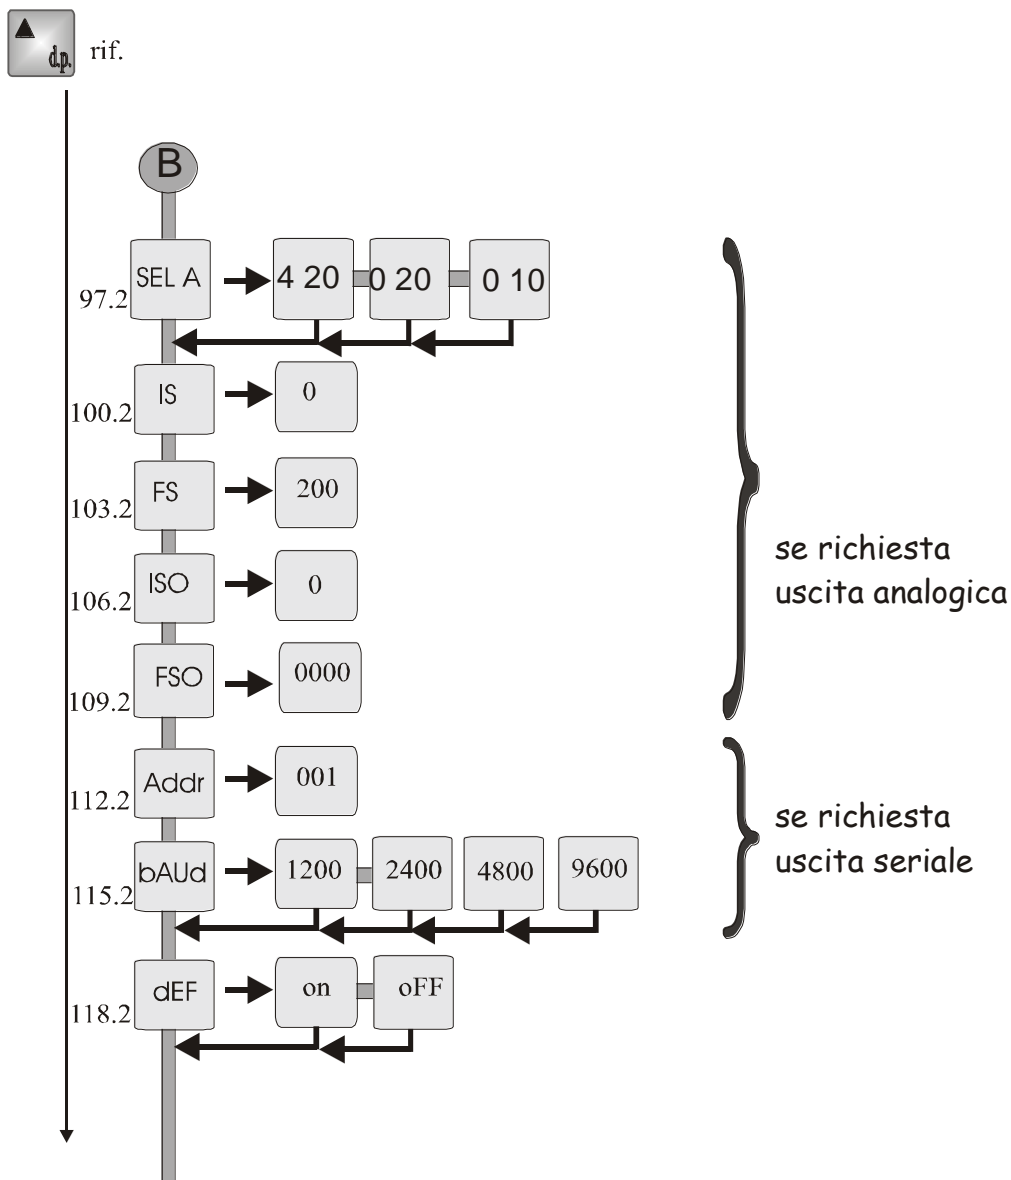 d.p. rif.
B
SEL A 4 20 0 20 0 10
97.2
IS 0
100.2
FS 200
103.2
se richiesta
uscita analogica
ISO 0
106.2
FSO 0000
109.2
Addr 001
112.2
se richiesta
uscita seriale
bAUd 1200 2400 4800 9600
115.2
dEF on oFF
118.2